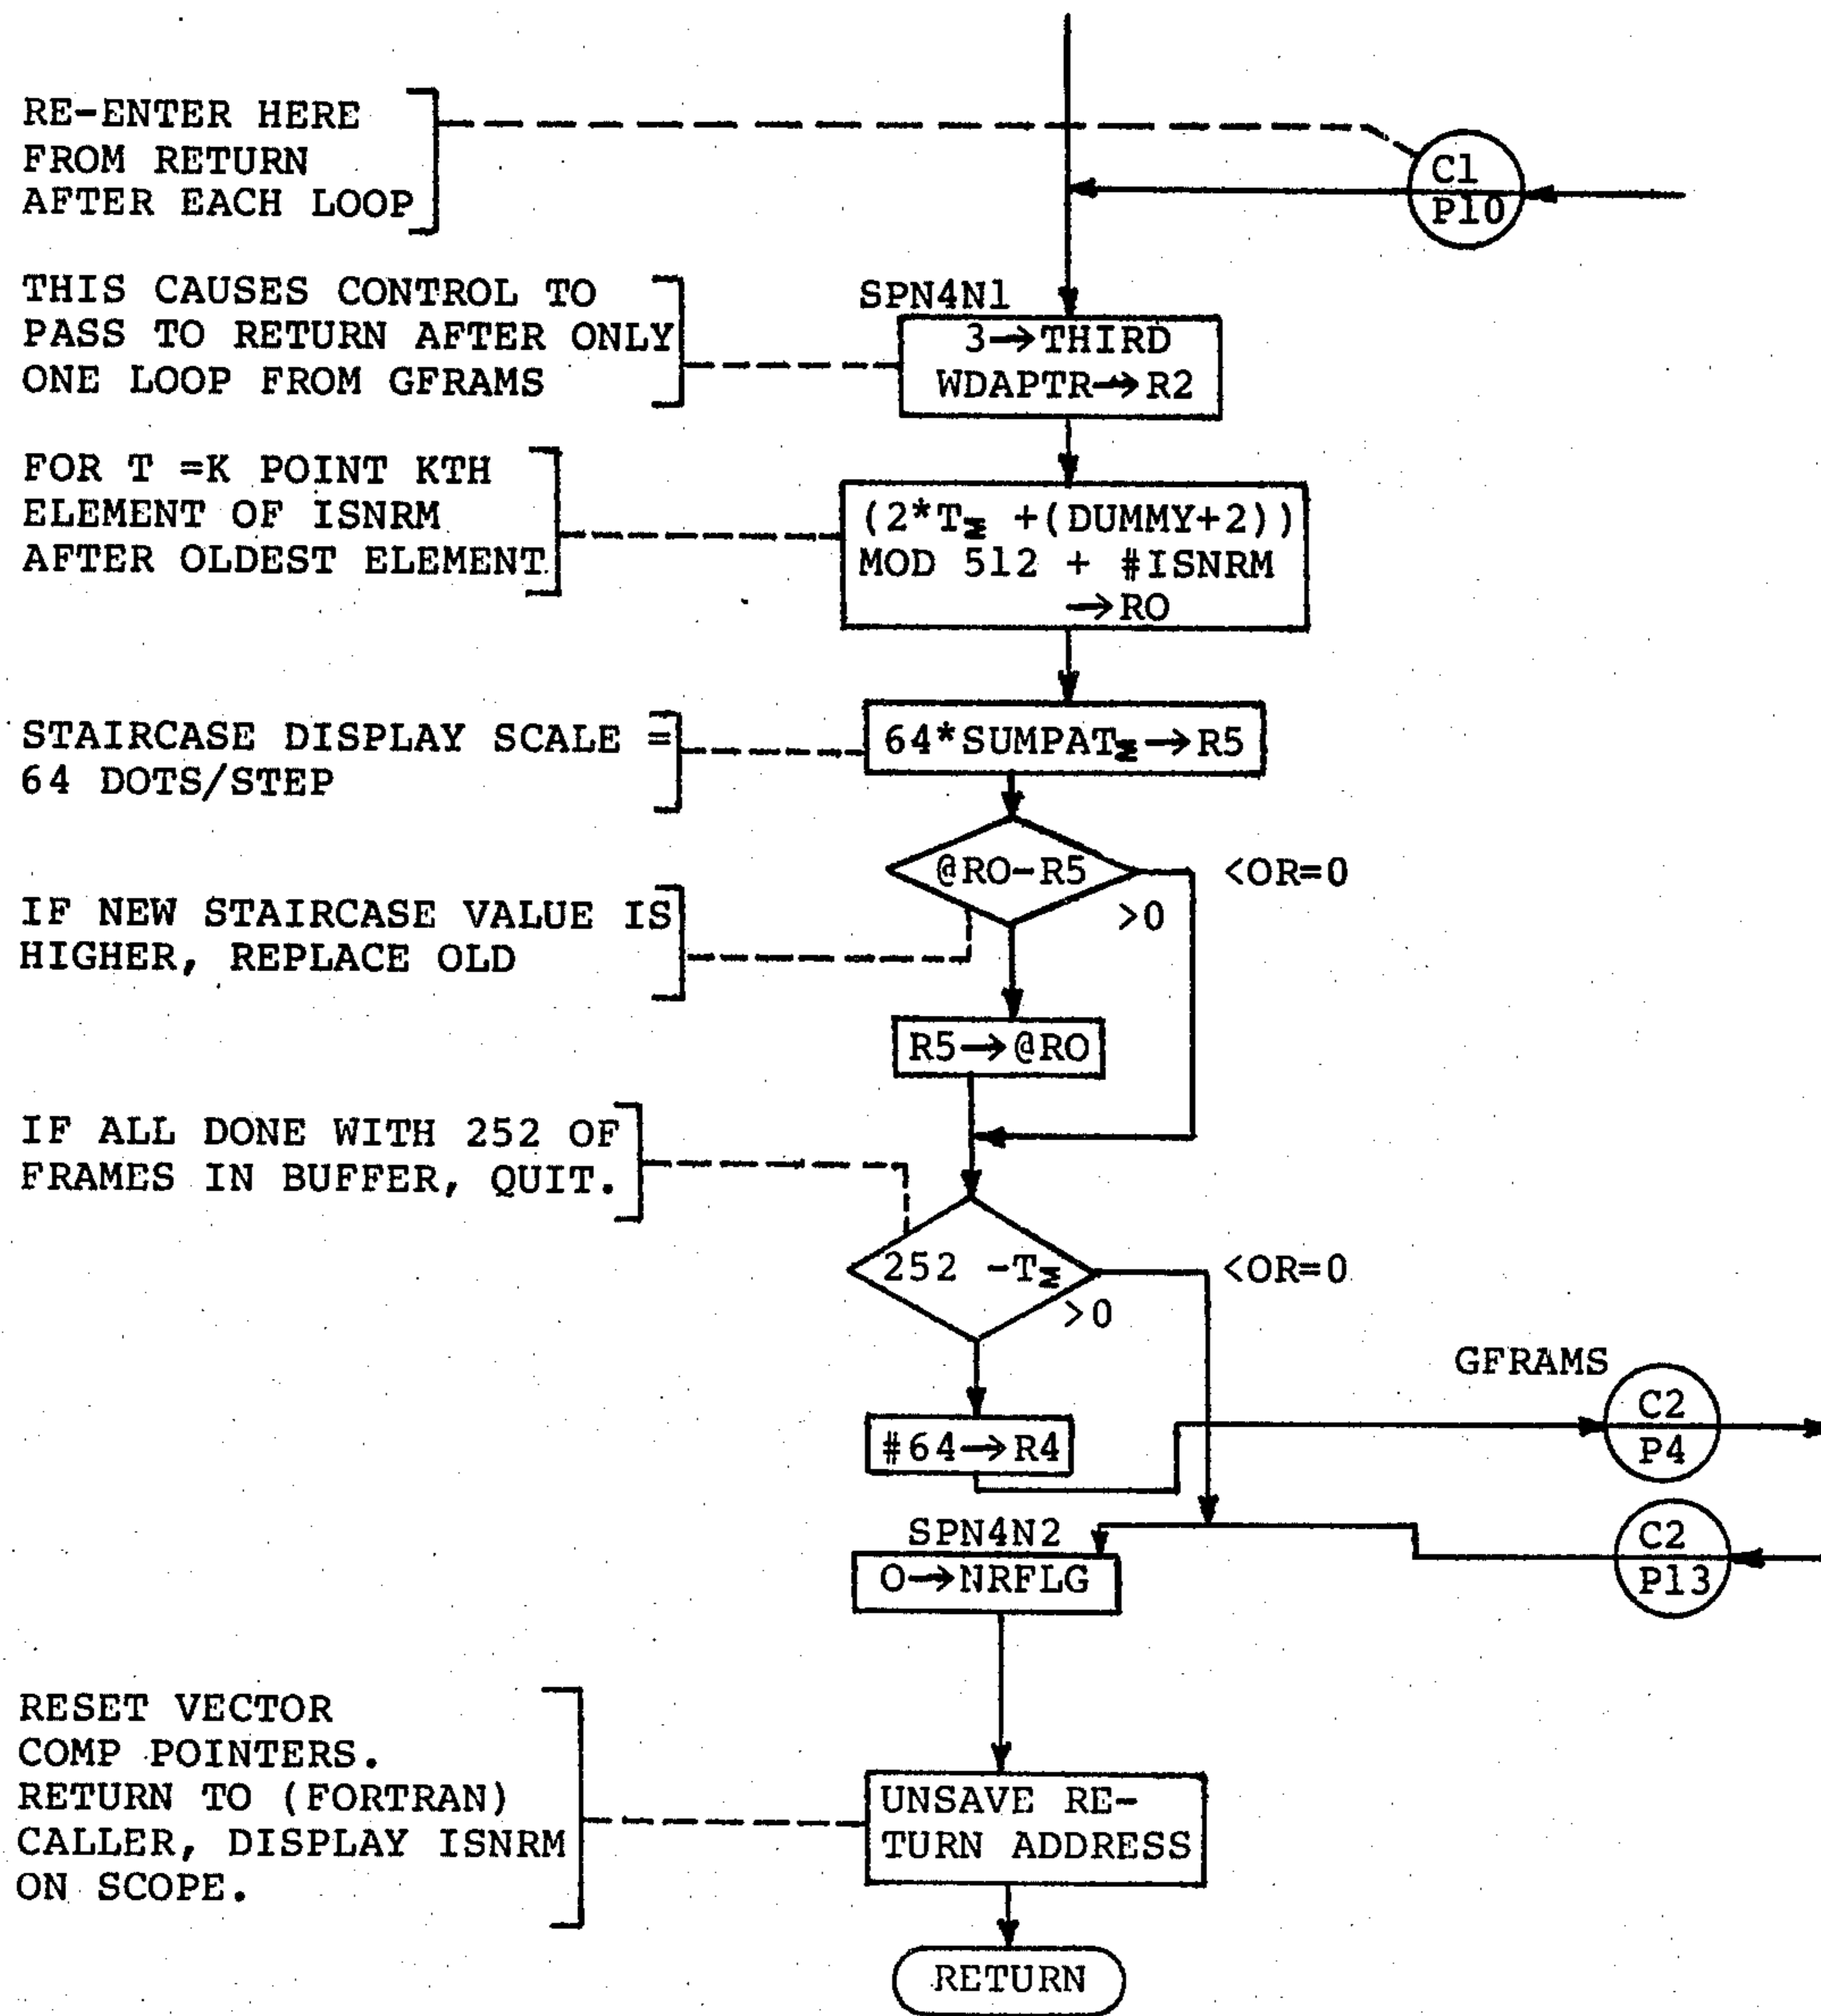 RE-ENTER HERE
FROM RETURN
AFTER EACH LOOP
C1
P10
THIS CAUSES CONTROL TO
PASS TO RETURN AFTER ONLY
ONE LOOP FROM GFRAMS
SPN4N1
3→THIRD
WDAPTR→R2
FOR T =K POINT KTH
ELEMENT OF ISNRM
AFTER OLDEST ELEMENT
(2*TM +(DUMMY+2))
MOD 512 + #ISNRM
→RO
STAIRCASE DISPLAY SCALE =
64 DOTS/STEP
64*SUMPATM→R5
@RO-R5
<OR=0
>0
IF NEW STAIRCASE VALUE IS
HIGHER, REPLACE OLD
R5→@RO
IF ALL DONE WITH 252 OF
FRAMES IN BUFFER, QUIT.
252 -TM
<OR=0
>0
GFRAMS
C2
P4
#64→R4
SPN4N2
O→NRFLG
C2
P13
RESET VECTOR
COMP POINTERS.
RETURN TO (FORTRAN)
CALLER, DISPLAY ISNRM
ON SCOPE.
UNSAVE RE-
TURN ADDRESS
RETURN